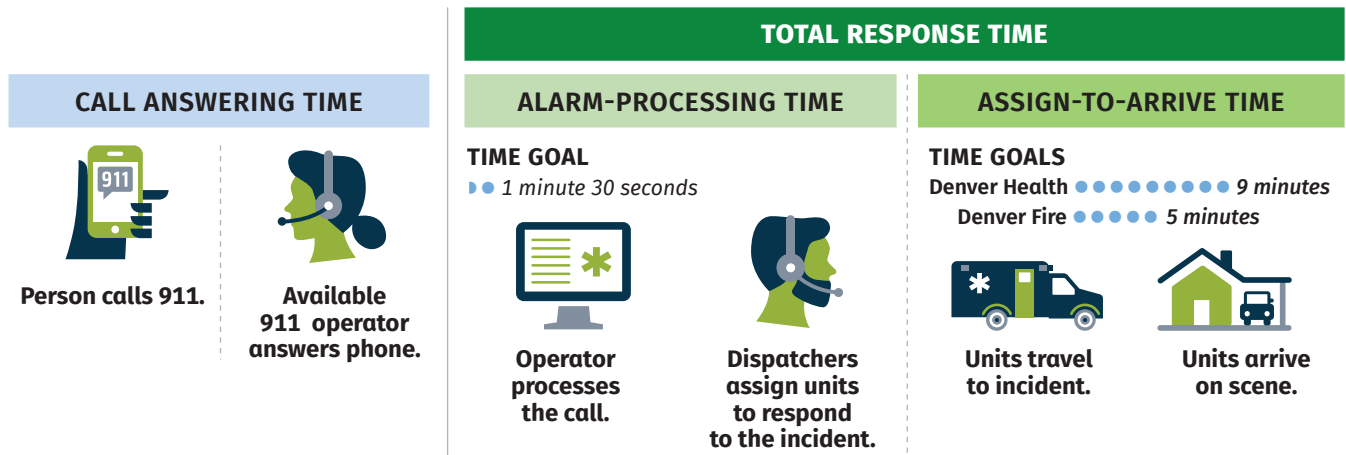 TOTAL RESPONSE TIME
CALL ANSWERING TIME
911
Person calls 911.
Available
911 operator
answers phone.
ALARM-PROCESSING TIME
TIME GOAL
1 minute 30 seconds
Operator
processes
the call.
Dispatchers
assign units
to respond
to the incident.
ASSIGN-TO-ARRIVE TIME
TIME GOALS
Denver Health 9 minutes
Denver Fire 5 minutes
Units travel
to incident.
Units arrive
on scene.